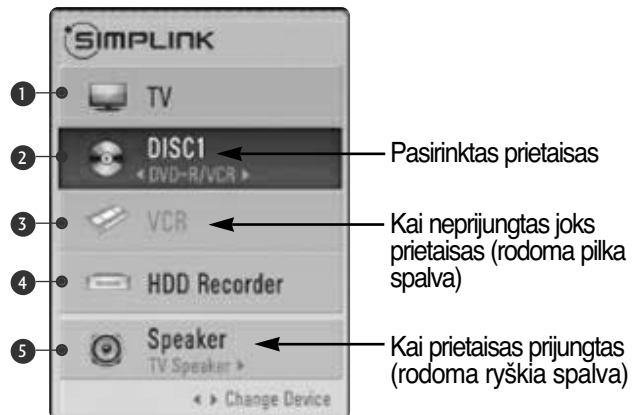 SIMPLINK
1 TV
2 DISC1
◄ DVD-R/VCR ►
Pasirinktas prietaisas
3 VCR
Kai neprijungtas joks
prietaisas (rodoma pilka
spalva)
4 HDD Recorder
5 Speaker
TV Speaker ►
Kai prietaisas prijungtas
(rodoma ryškia spalva)
◄ ► Change Device